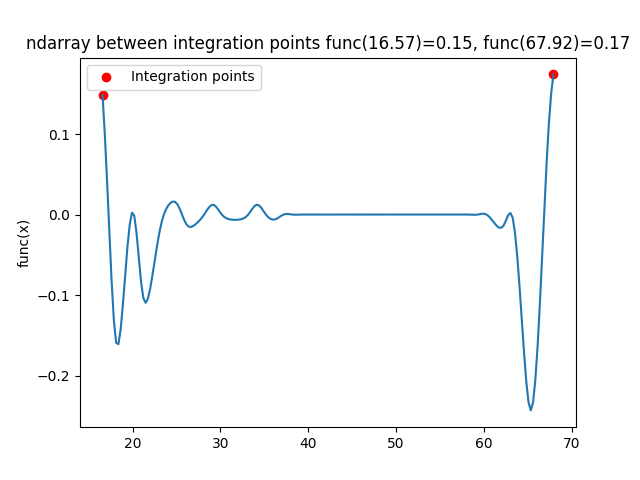 ndarray between integration points func(16.57)=0.15, func(67.92)=0.17
Integration points
func(x)
0.1
0.0
−0.1
−0.2
20 30 40 50 60 70